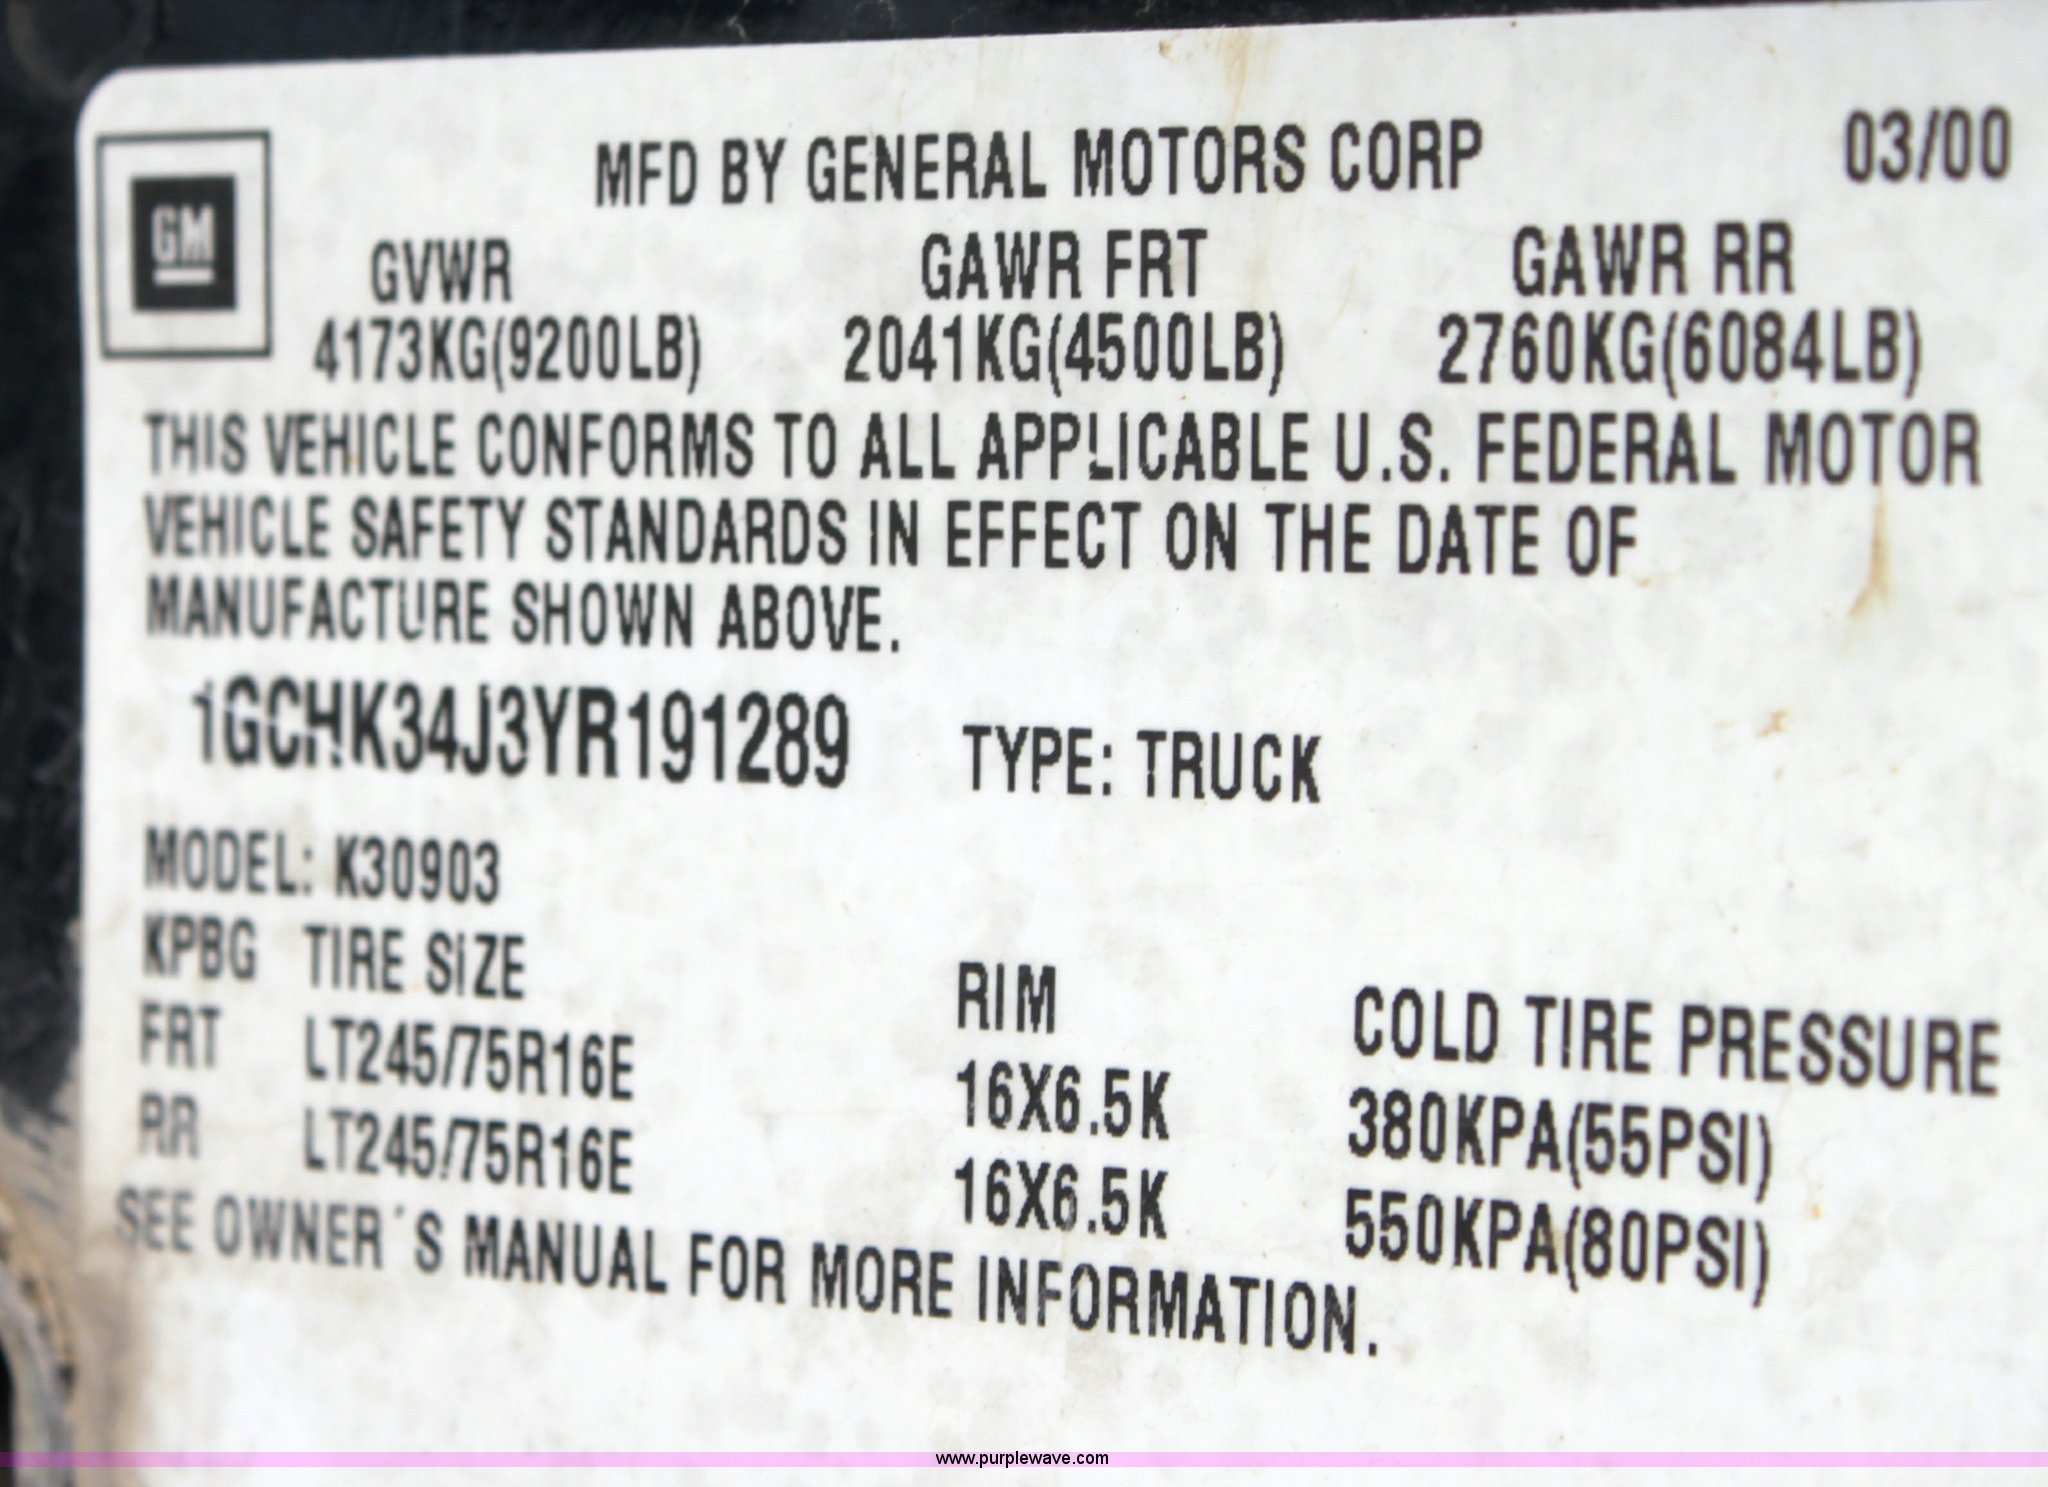 MFD BY GENERAL MOTORS CORP 03/00
GM
GVWR GAWR FRT GAWR RR
4173KG(9200LB) 2041KG(4500LB) 2760KG(6084LB)
THIS VEHICLE CONFORMS TO ALL APPLICABLE U.S. FEDERAL MOTOR
VEHICLE SAFETY STANDARDS IN EFFECT ON THE DATE OF
MANUFACTURE SHOWN ABOVE.
1GCHK34J3YR191289 TYPE: TRUCK
MODEL: K30903
KPBG TIRE SIZE RIM COLD TIRE PRESSURE
FRT LT245/75R16E 16X6.5K 380KPA(55PSI)
RR LT245/75R16E 16X6.5K 550KPA(80PSI)
SEE OWNER´S MANUAL FOR MORE INFORMATION.
www.purplewave.com